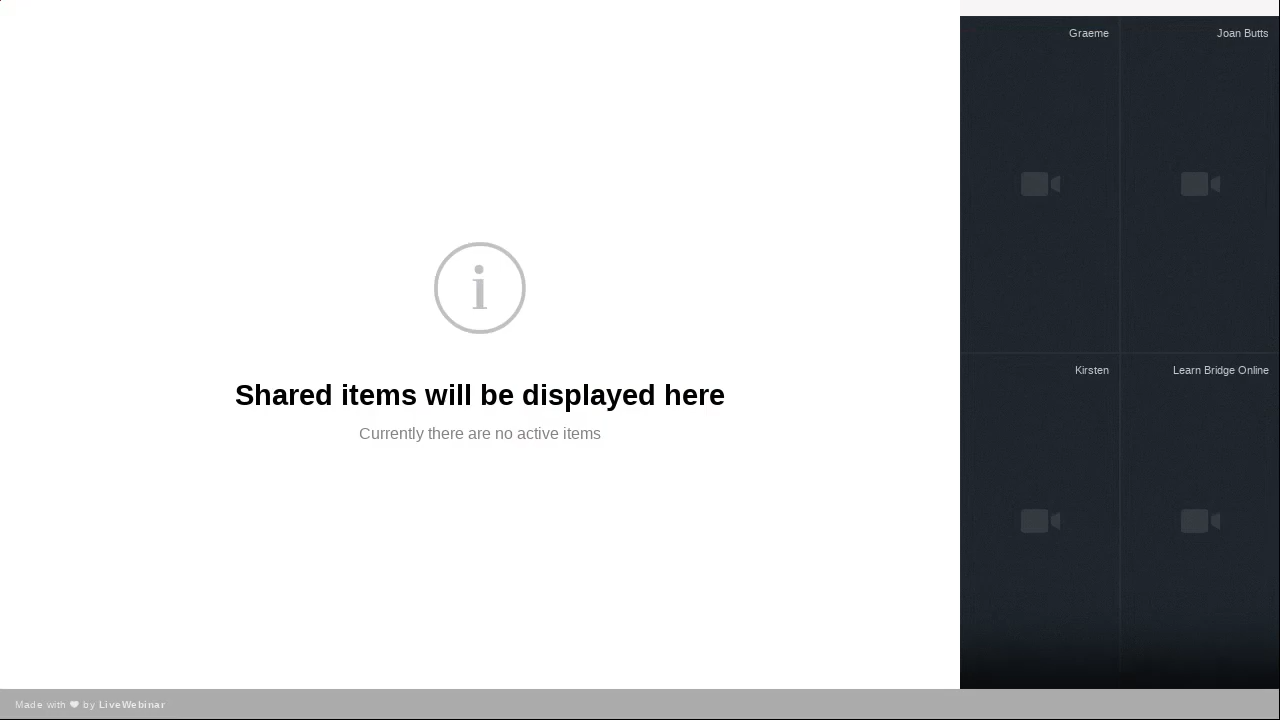 Graeme
Joan Butts
Shared items will be displayed here
Currently there are no active items
Kirsten
Learn Bridge Online
Made with ❤ by LiveWebinar